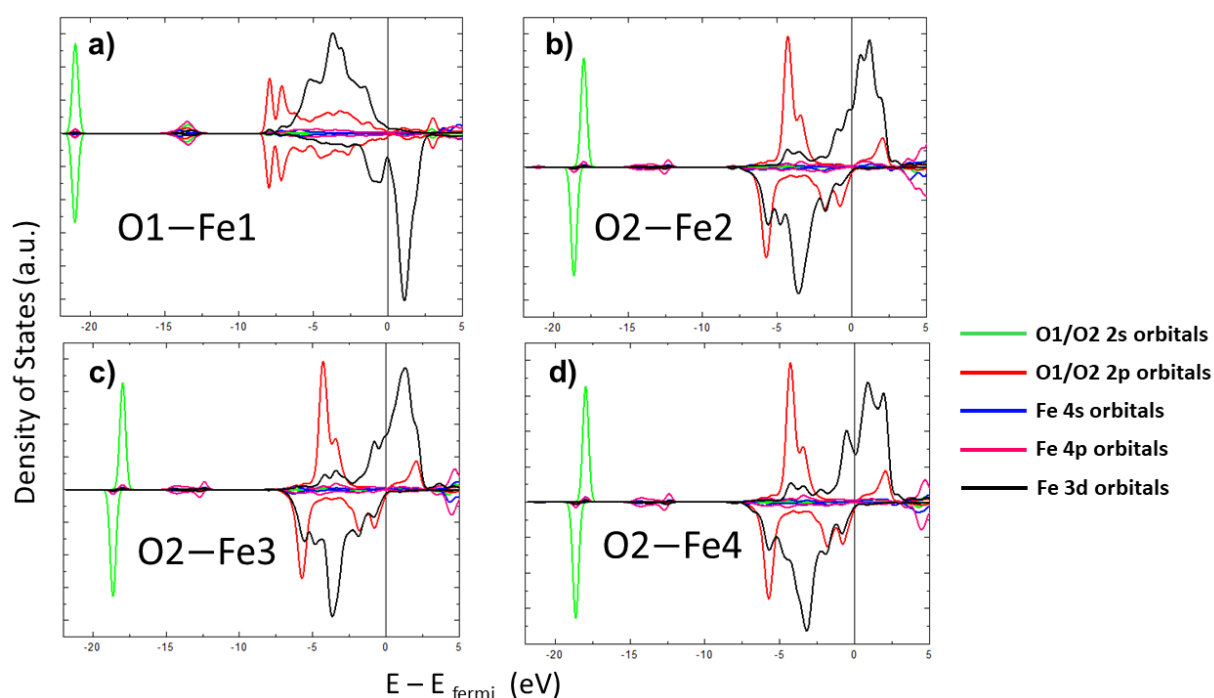 a)
O1—Fe1
-20
-15
-10
-5
0
5
b)
O2—Fe2
-20
-15
-10
-5
0
5
c)
O2—Fe3
-20
-15
-10
-5
0
5
d)
O2—Fe4
-20
-15
-10
-5
0
5
Density of States (a.u.)
E – E fermi (eV)
O1/O2 2s orbitals
O1/O2 2p orbitals
Fe 4s orbitals
Fe 4p orbitals
Fe 3d orbitals